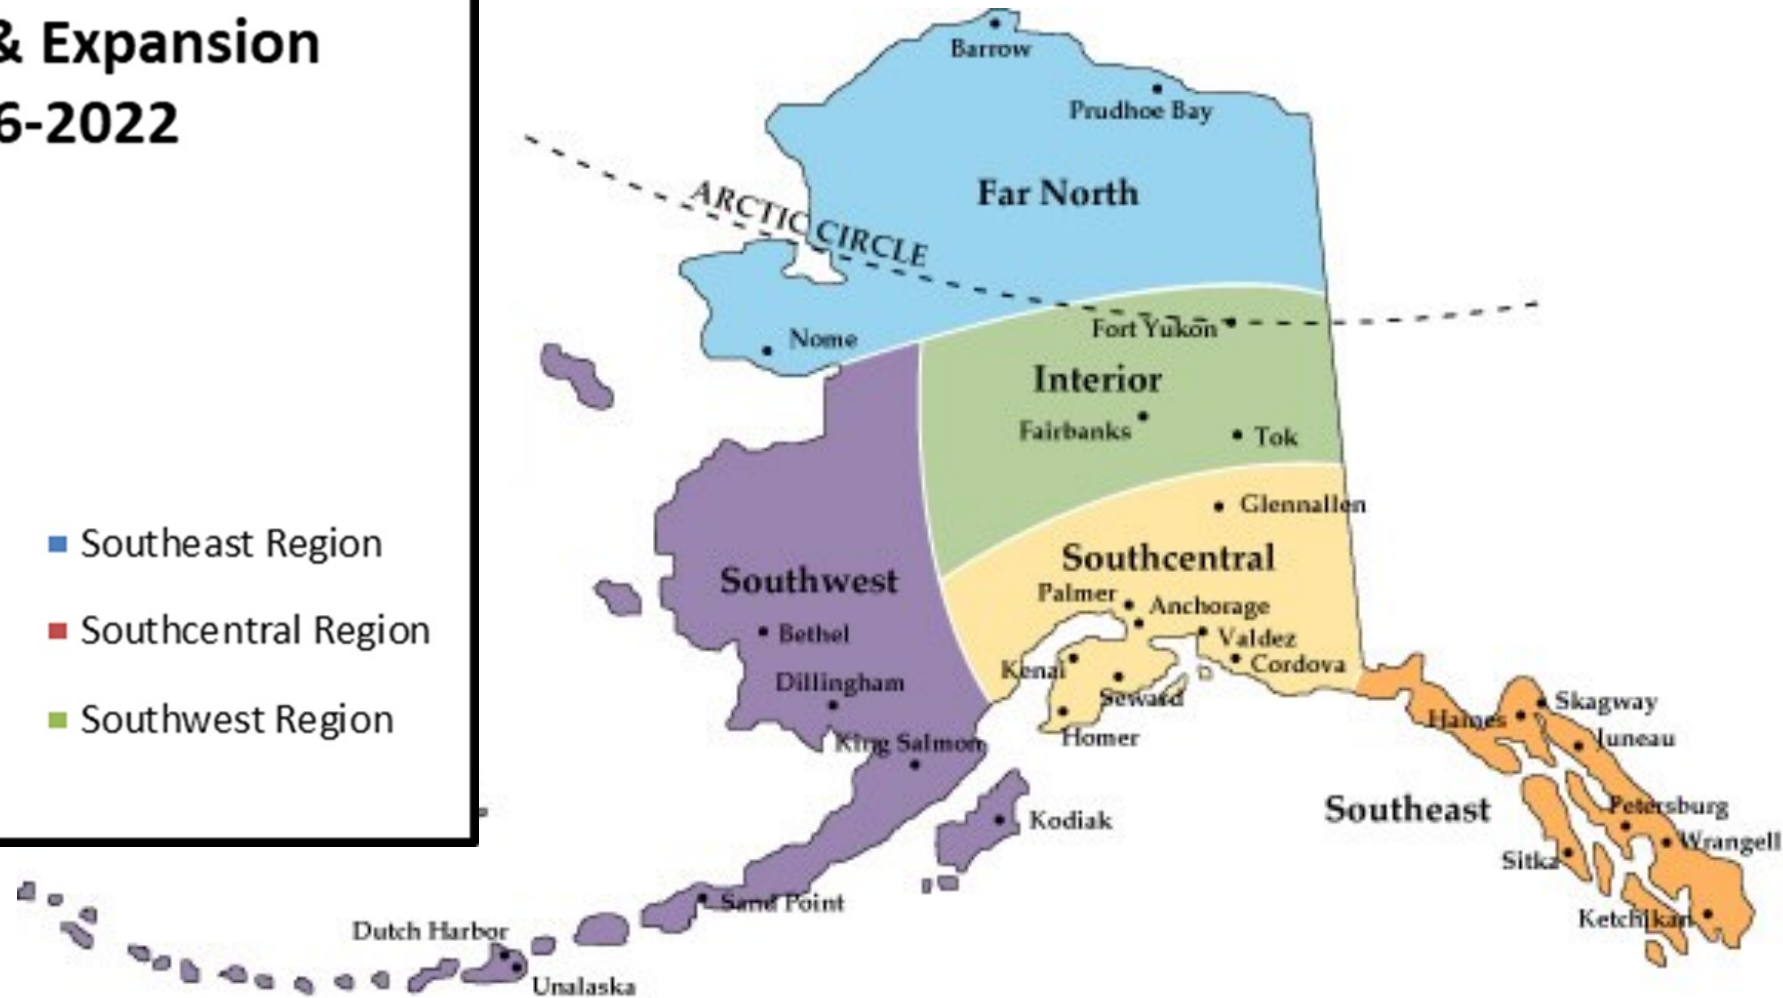 & Expansion
6-2022
Southeast Region
Southcentral Region
Southwest Region
Barrow
Prudhoe Bay
Far North
ARCTIC CIRCLE
Nome
Fort Yukon
Interior
Fairbanks
Tok
Glennallen
Southcentral
Southwest
Palmer
Anchorage
Bethel
Valdez
Cordova
Kenai
Dillingham
Seward
Skagway
Haines
Homer
Juneau
King Salmon
Petersburg
Southeast
Kodiak
Wrangell
Sitka
Sand Point
Ketchikan
Dutch Harbor
Unalaska